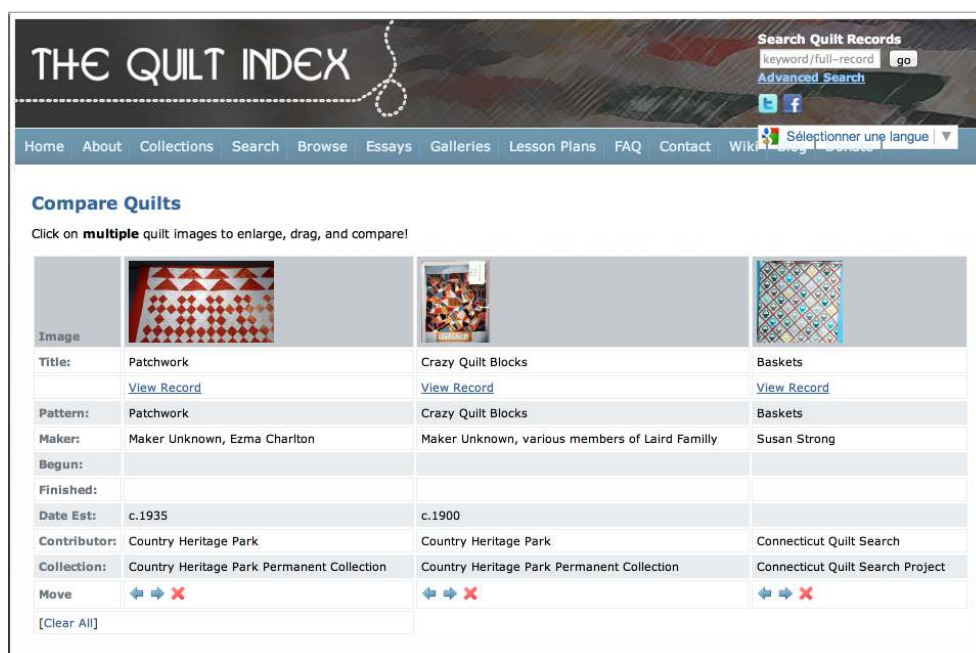 THE QUILT INDEX
Search Quilt Records
keyword/full-record go
Advanced Search
Sélectionner une langue ▼
Home About Collections Search Browse Essays Galleries Lesson Plans FAQ Contact Wiki
Compare Quilts
Click on multiple quilt images to enlarge, drag, and compare!
Image
Title: Patchwork Crazy Quilt Blocks Baskets
View Record View Record View Record
Pattern: Patchwork Crazy Quilt Blocks Baskets
Maker: Maker Unknown, Ezma Charlton Maker Unknown, various members of Laird Familly Susan Strong
Begun:
Finished:
Date Est: c.1935 c.1900
Contributor: Country Heritage Park Country Heritage Park Connecticut Quilt Search
Collection: Country Heritage Park Permanent Collection Country Heritage Park Permanent Collection Connecticut Quilt Search Project
Move
[Clear All]